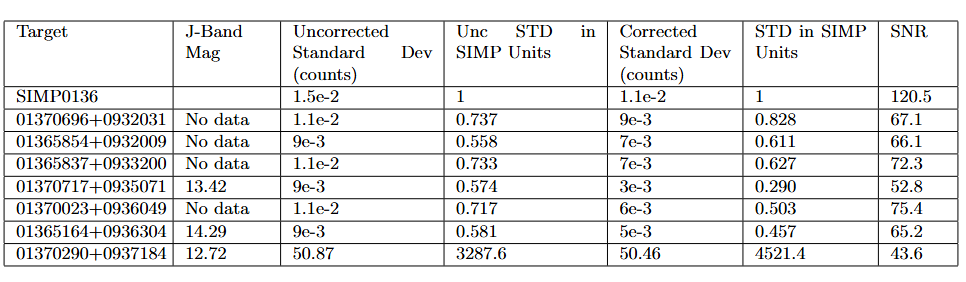 Target J-Band Mag Uncorrected Standard Dev (counts) Unc STD in SIMP Units Corrected Standard Dev (counts) STD in SIMP Units SNR
SIMP0136 1.5e-2 1 1.1e-2 1 120.5
01370696+0932031 No data 1.1e-2 0.737 9e-3 0.828 67.1
01365854+0932009 No data 9e-3 0.558 7e-3 0.611 66.1
01365837+0933200 No data 1.1e-2 0.733 7e-3 0.627 72.3
01370717+0935071 13.42 9e-3 0.574 3e-3 0.290 52.8
01370023+0936049 No data 1.1e-2 0.717 6e-3 0.503 75.4
01365164+0936304 14.29 9e-3 0.581 5e-3 0.457 65.2
01370290+0937184 12.72 50.87 3287.6 50.46 4521.4 43.6